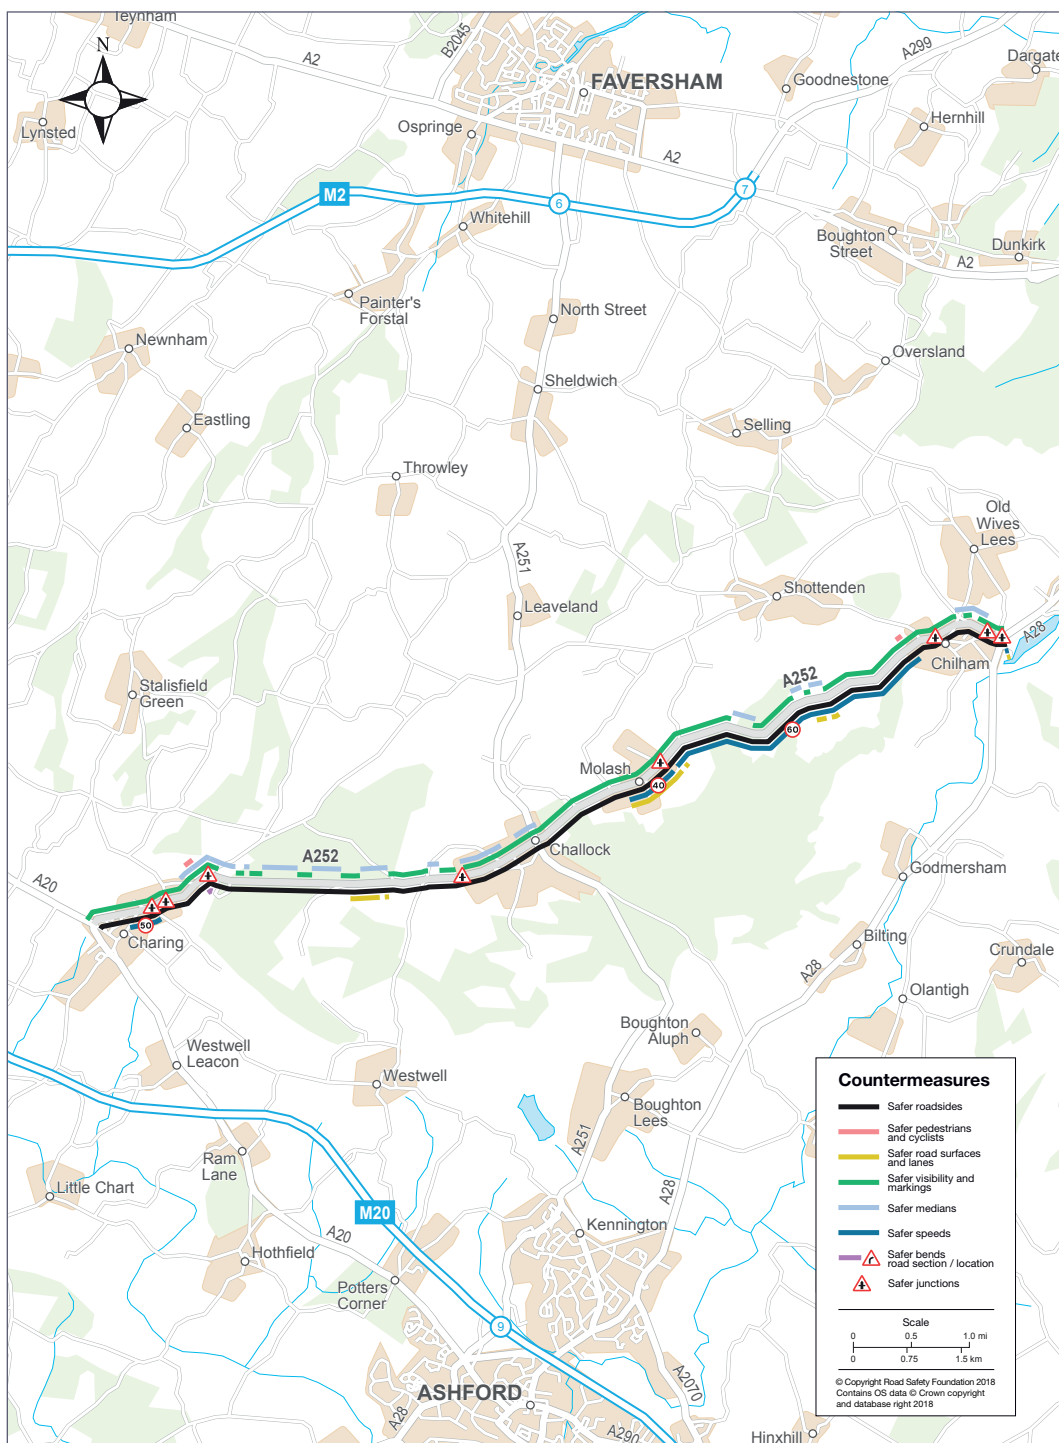 Teynham
B2045
A299
Dargate
N
A2
FAVERSHAM
Goodnestone
Lynsted
Ospringe
Hernhill
A2
M2
6
7
Whitehill
Boughton
Street
Dunkirk
A2
Painter's
Forstal
North Street
Newnham
Oversland
Sheldwich
Eastling
Selling
Throwley
Old
Wives
Lees
A251
Shottenden
Leaveland
A28
Chilham
A252
Stalisfield
Green
60
Molash
40
A252
Challock
A20
Godmersham
50
Charing
Bilting
A28
Crundale
Olantigh
Boughton
Aluph
Westwell
Leacon
Westwell
Boughton
Lees
A251
Ram
Lane
Little Chart
A28
M20
A20
Kennington
Hothfield
Potters
Corner
9
A2070
ASHFORD
A28
A290
Hinxhill
Countermeasures
Safer roadsides
Safer pedestrians
and cyclists
Safer road surfaces
and lanes
Safer visibility and
markings
Safer medians
Safer speeds
Safer bends
road section / location
Safer junctions
Scale
0 0.5 1.0 mi
0 0.75 1.5 km
© Copyright Road Safety Foundation 2018
Contains OS data © Crown copyright
and database right 2018